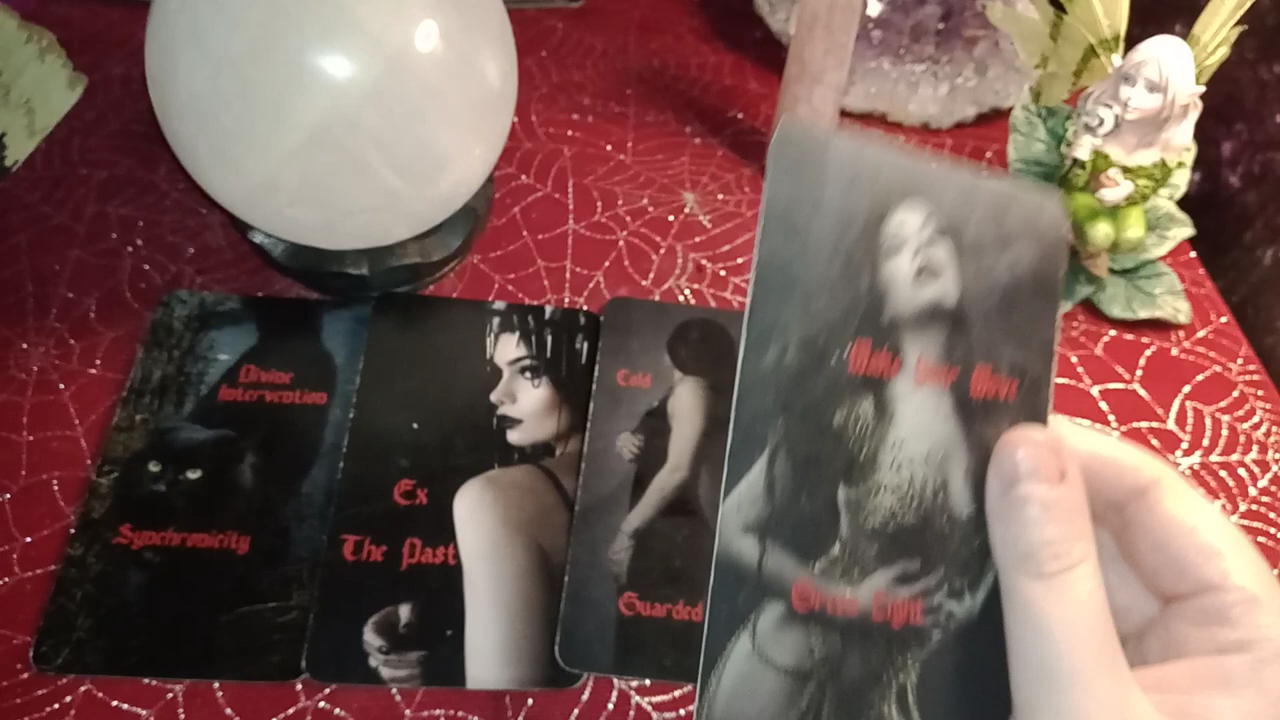 Divine
Intervention
Synchronicity
Ex
The Past
Cold
Guarded
Make Your Move
Green Light